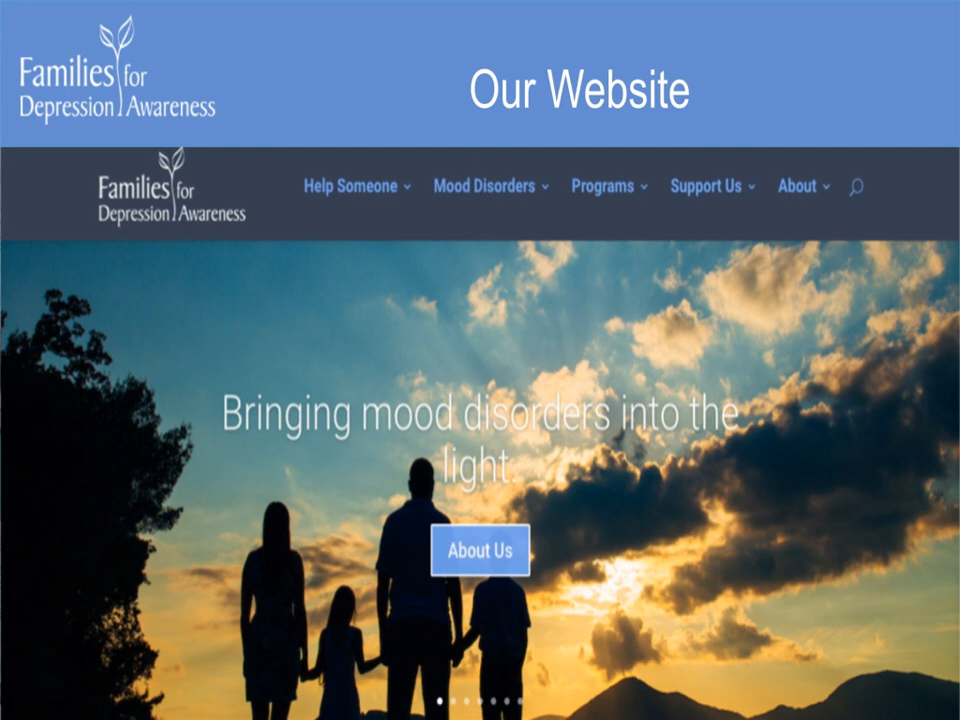 Families for
Depression Awareness
Our Website
Families for
Depression Awareness
Help Someone Mood Disorders Programs Support Us About
Bringing mood disorders into the
light.
About Us